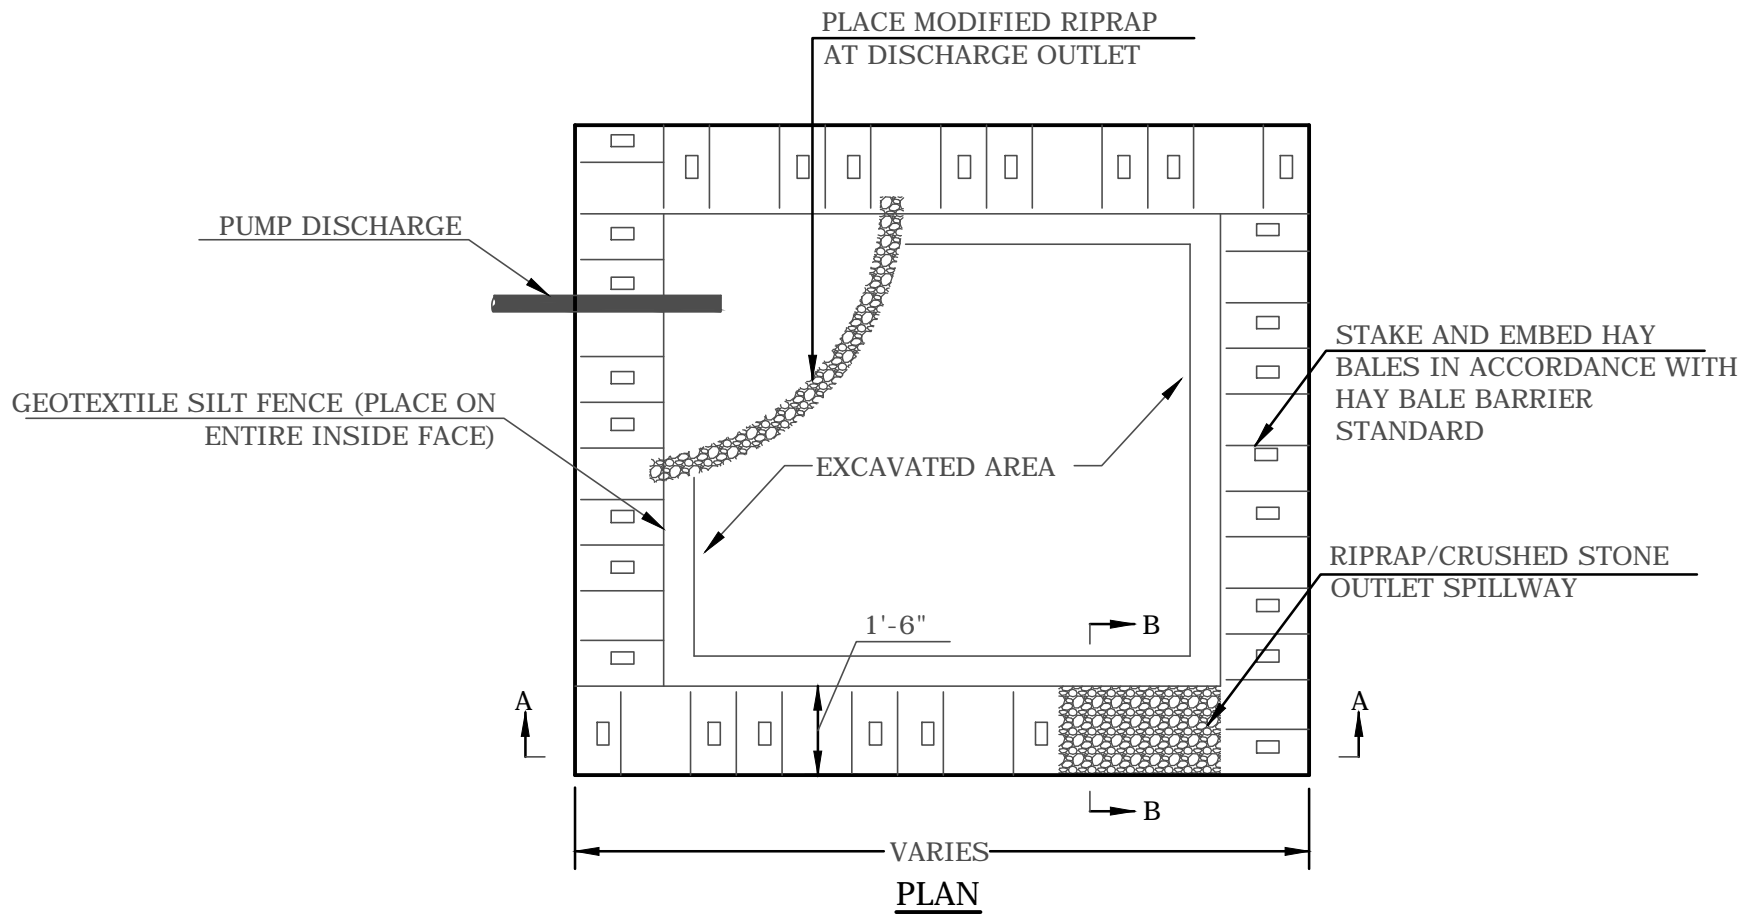 PLACE MODIFIED RIPRAP
AT DISCHARGE OUTLET
PUMP DISCHARGE
STAKE AND EMBED HAY
BALES IN ACCORDANCE WITH
HAY BALE BARRIER
STANDARD
GEOTEXTILE SILT FENCE (PLACE ON
ENTIRE INSIDE FACE)
EXCAVATED AREA
RIPRAP/CRUSHED STONE
OUTLET SPILLWAY
1'-6"
B
A
A
B
VARIES
PLAN